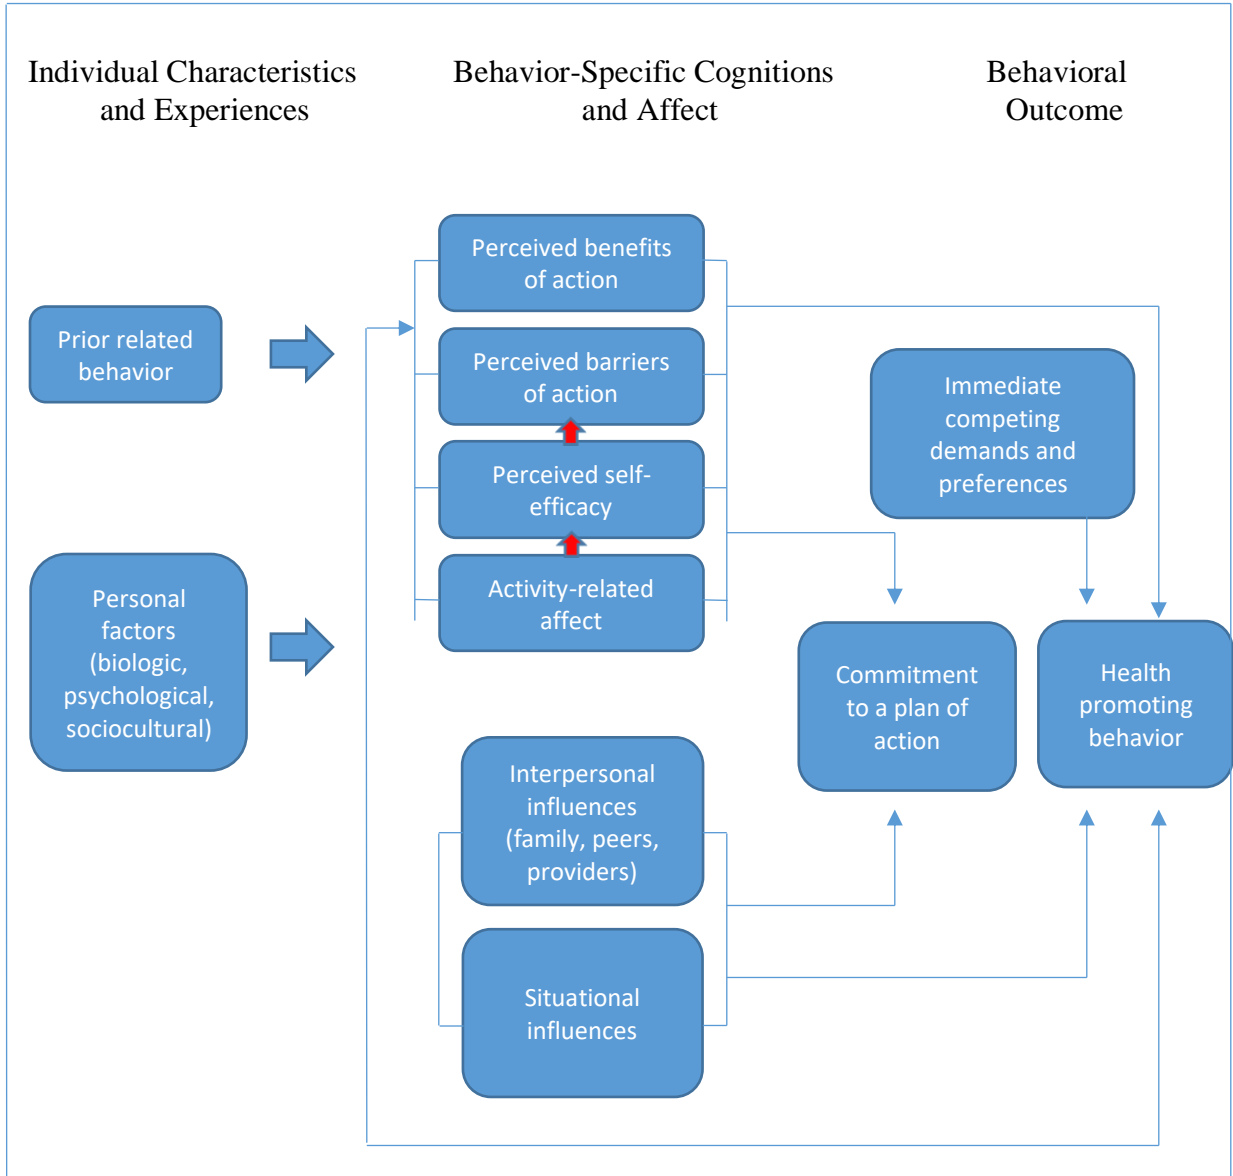 Individual Characteristics
and Experiences
Behavior-Specific Cognitions
and Affect
Behavioral
Outcome
Prior related
behavior
Personal
factors
(biologic,
psychological,
sociocultural)
Perceived benefits
of action
Perceived barriers
of action
Perceived self-
efficacy
Activity-related
affect
Interpersonal
influences
(family, peers,
providers)
Situational
influences
Immediate
competing
demands and
preferences
Commitment
to a plan of
action
Health
promoting
behavior